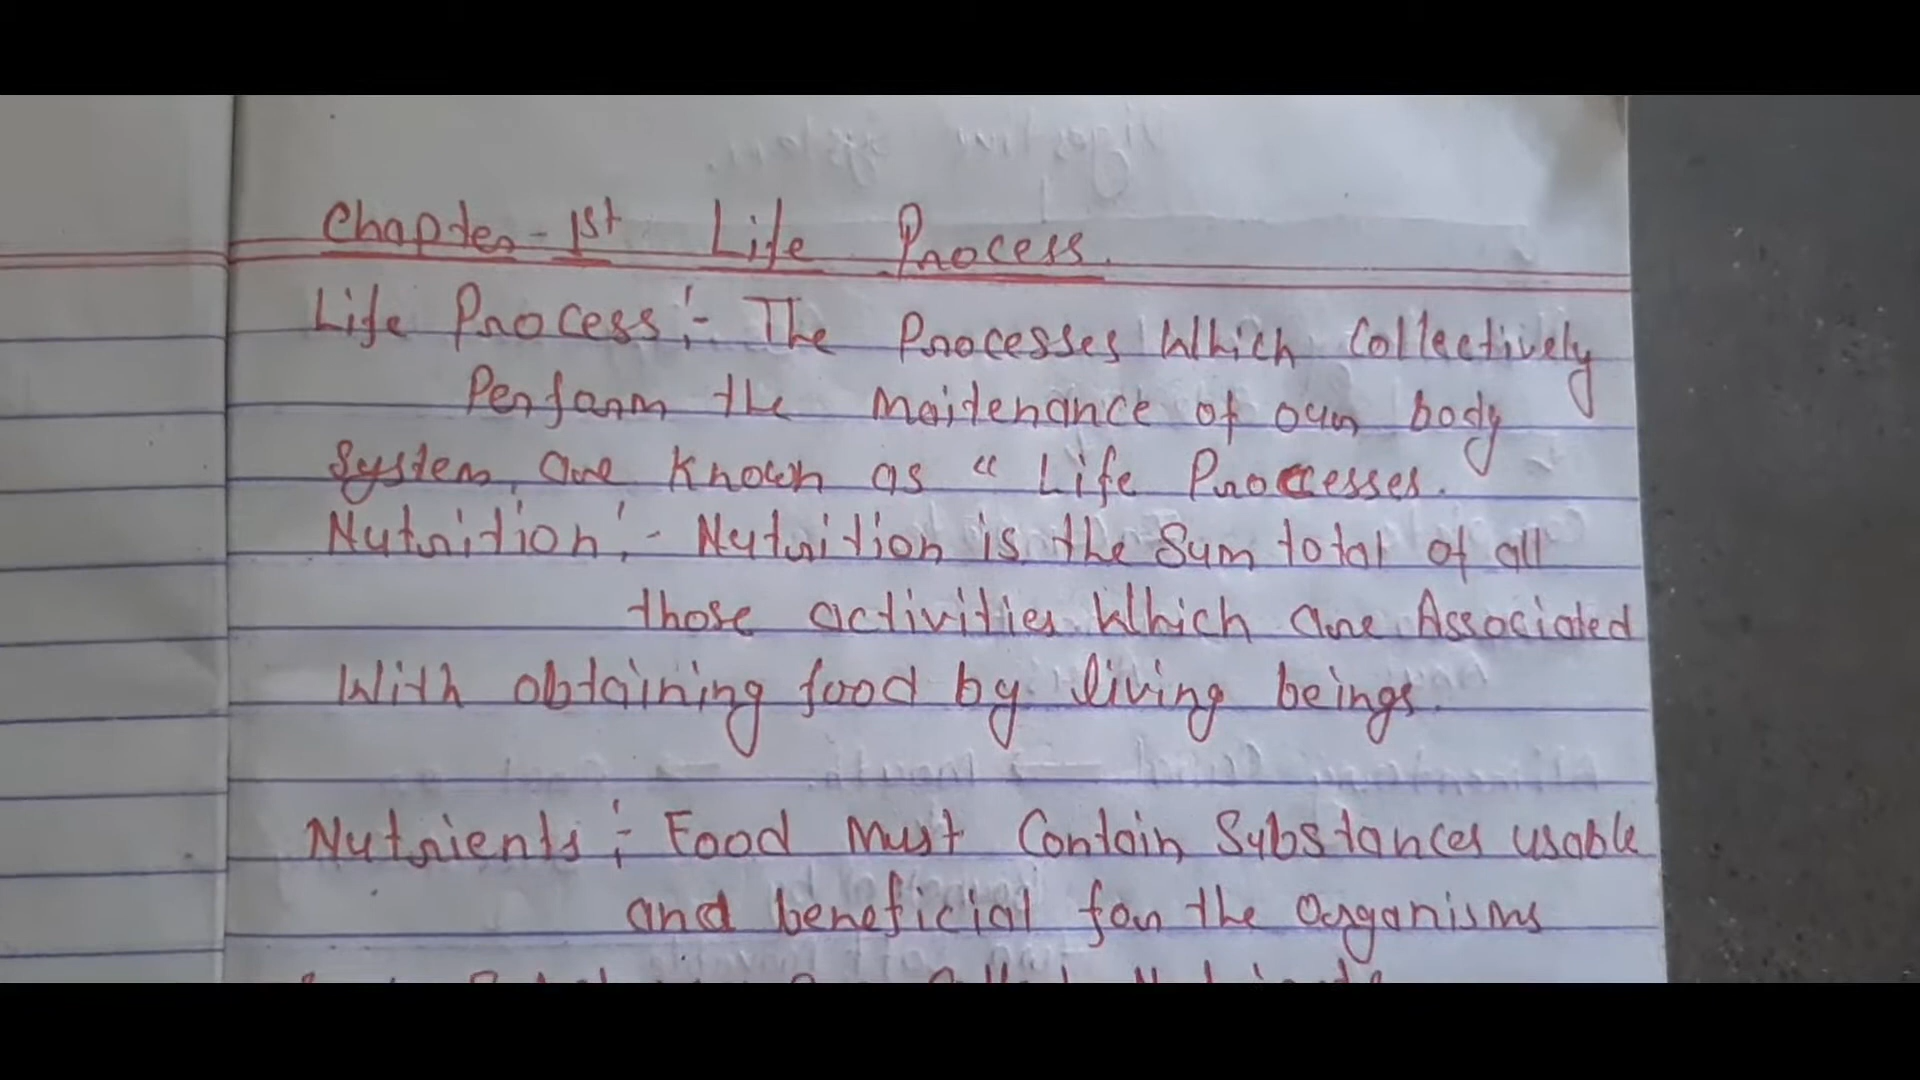 Chapter-1st Life Process.
Life Process:- The Processes Which Collectively
Perform the Maitenance of our body
System, are Known as “ Life Processes.
Nutrition:- Nutrition is the Sum total of all
those activities Which are Associated
With obtaining food by living beings.
Nutrients:- Food Must Contain Substances usable
and beneficial for the Organisms